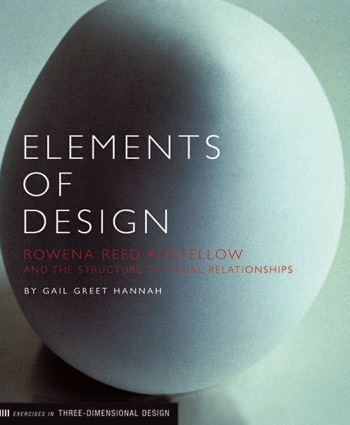 ELEMENTS
OF
DESIGN
ROWENA REED KOSTELLOW
AND THE STRUCTURE OF VISUAL RELATIONSHIPS
BY GAIL GREET HANNAH
EXERCISES IN THREE-DIMENSIONAL DESIGN